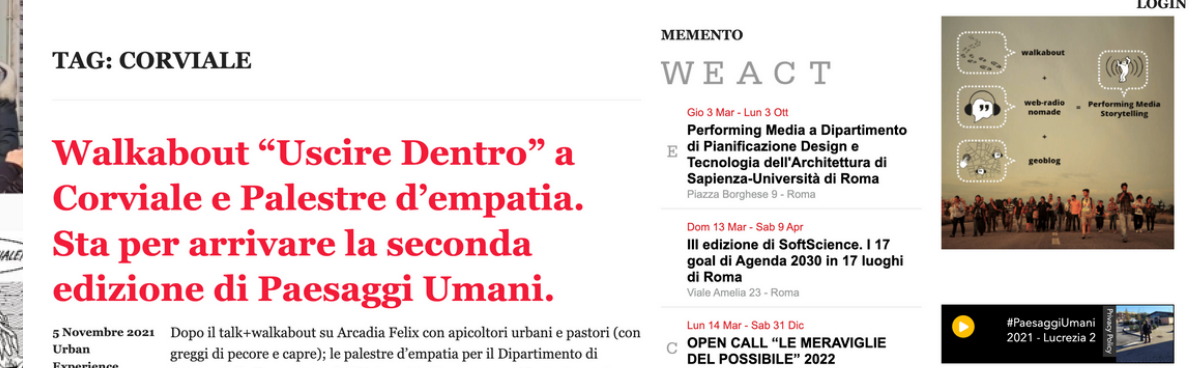 LOGIN
TAG: CORVIALE
Walkabout “Uscire Dentro” a
Corviale e Palestre d’empatia.
Sta per arrivare la seconda
edizione di Paesaggi Umani.
5 Novembre 2021
Urban
Experience
Dopo il talk+walkabout su Arcadia Felix con apicoltori urbani e pastori (con
greggi di pecore e capre); le palestre d’empatia per il Dipartimento di
MEMENTO
WEACT
Gio 3 Mar - Lun 3 Ott
E
Performing Media a Dipartimento
di Pianificazione Design e
Tecnologia dell'Architettura di
Sapienza-Università di Roma
Piazza Borghese 9 - Roma
Dom 13 Mar - Sab 9 Apr
III edizione di SoftScience. I 17
goal di Agenda 2030 in 17 luoghi
di Roma
Viale Amelia 23 - Roma
Lun 14 Mar - Sab 31 Dic
C
OPEN CALL “LE MERAVIGLIE
DEL POSSIBILE” 2022
walkabout
+
web-radio
nomade
=
Performing Media
Storytelling
+
geoblog
#PaesaggiUmani
2021 - Lucrezia 2
Privacy Policy